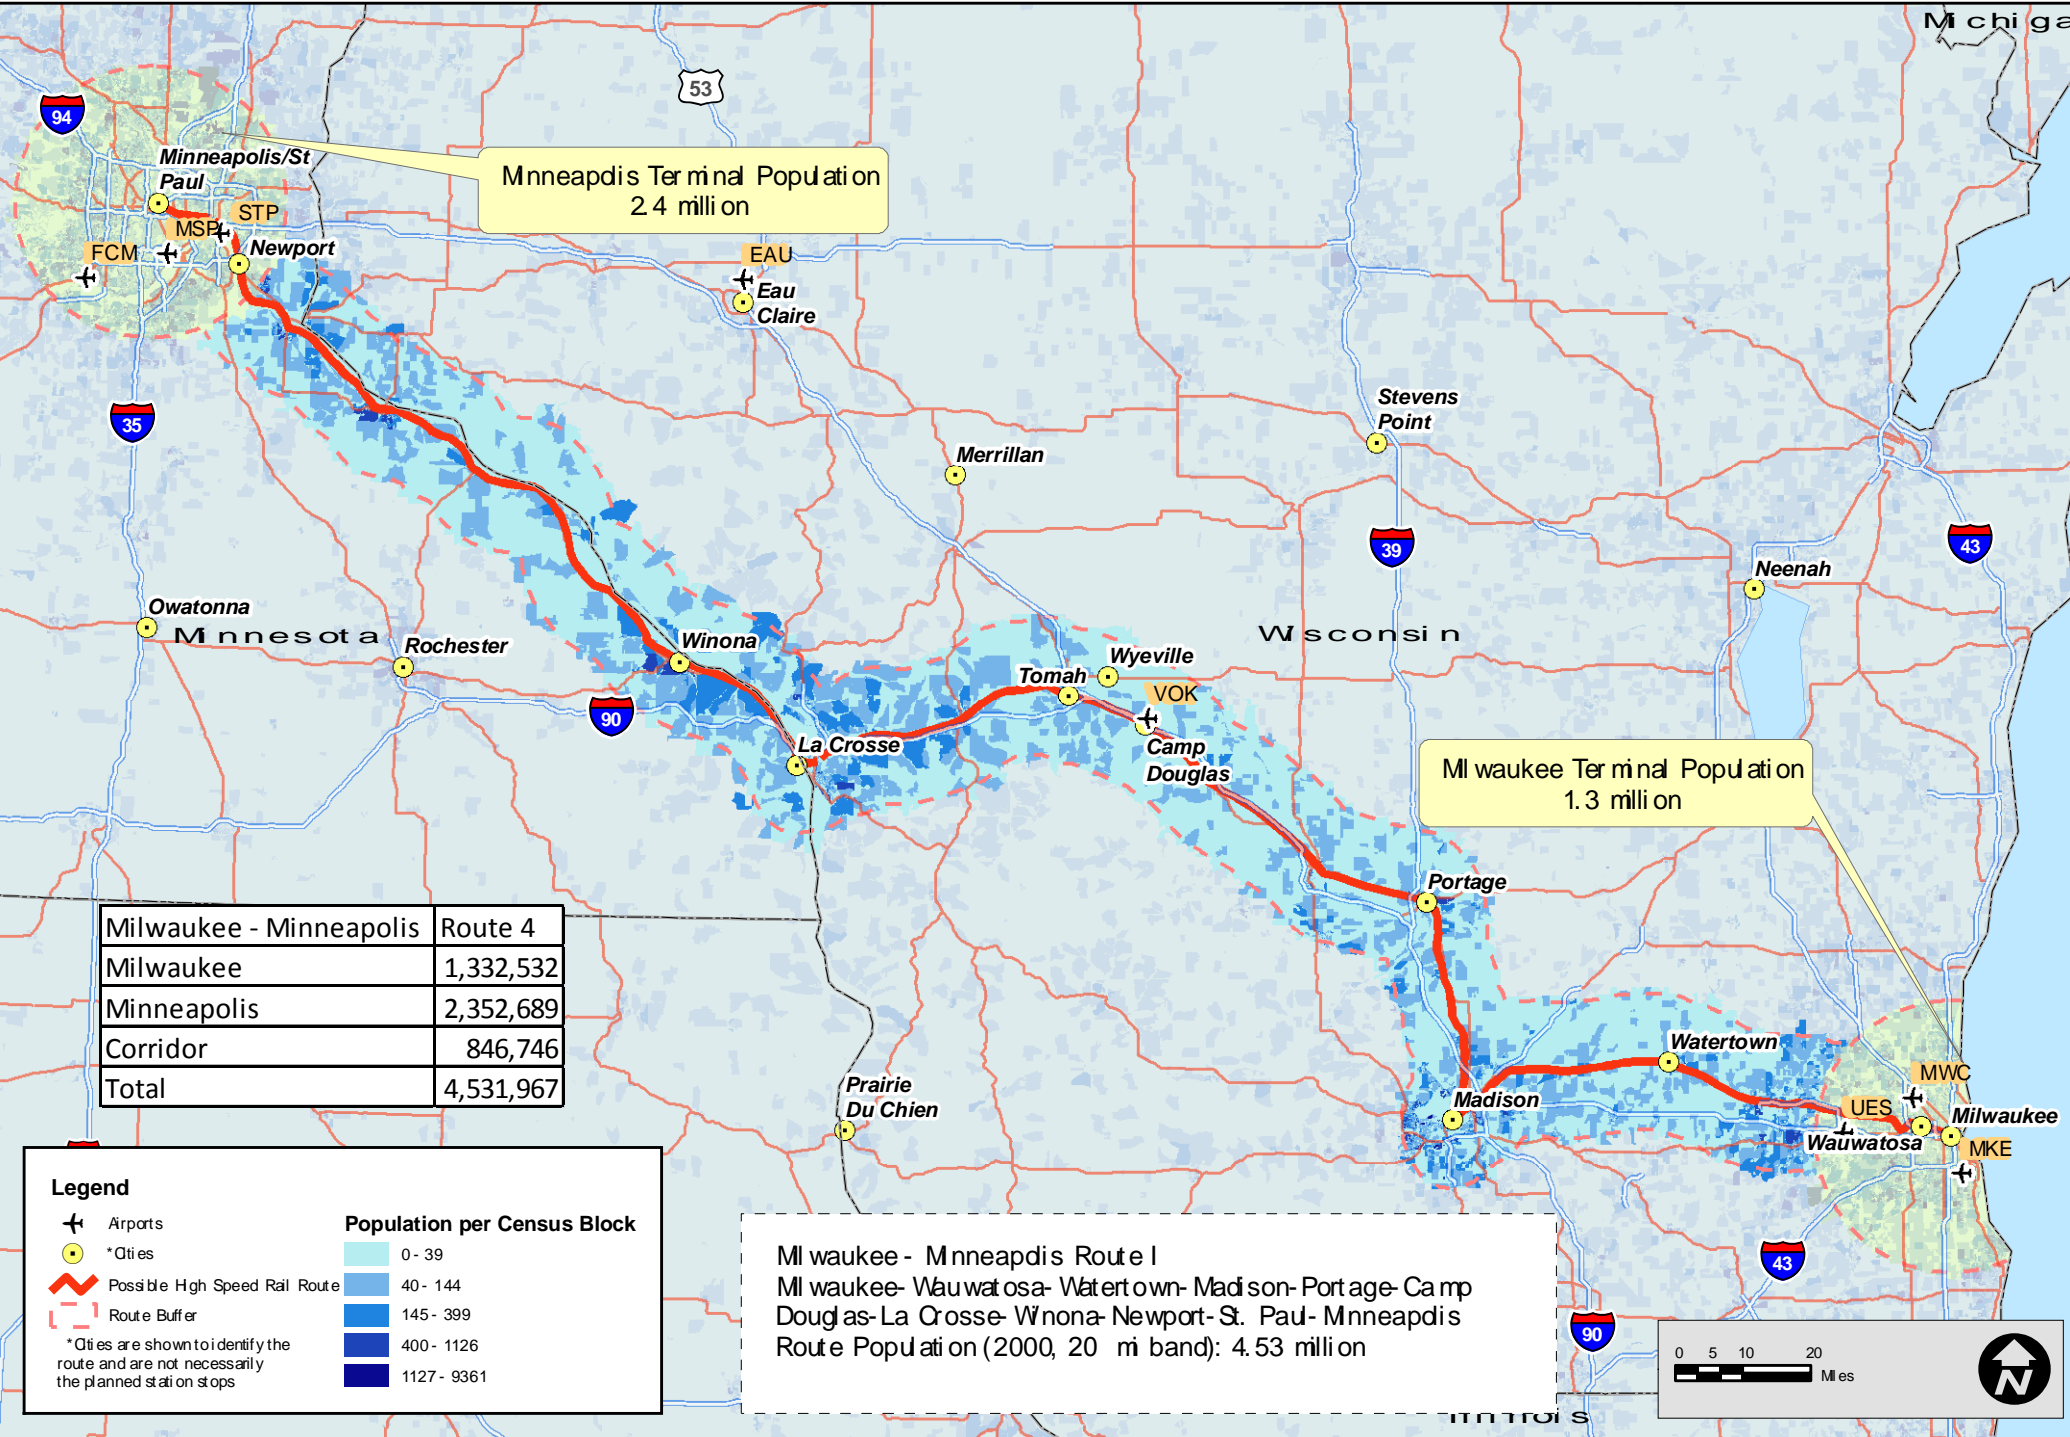 Michiga
94
53
Minneapolis/St
Paul
Minneapolis Terminal Population
2.4 million
STP
MSP
FCM
Newport
EAU
Eau
Claire
35
Stevens
Point
Merrillan
39
43
Neenah
Owatonna
Minnesota
Rochester
Winona
Wisconsin
Wyeville
Tomah
VOK
90
La Crosse
Camp
Douglas
Milwaukee Terminal Population
1.3 million
Portage
Milwaukee - Minneapolis Route 4
Milwaukee 1,332,532
Minneapolis 2,352,689
Corridor 846,746
Total 4,531,967
Watertown
Prairie
Du Chien
Madison
MWC
UES
Milwaukee
Wauwatosa
MKE
Legend
Airports
*Cities
Possible High Speed Rail Route
Route Buffer
*Cities are shown to identify the
route and are not necessarily
the planned station stops
Population per Census Block
0 - 39
40 - 144
145 - 399
400 - 1126
1127 - 9361
Milwaukee - Minneapolis Route I
Milwaukee- Wauwatosa- Watertown- Madison- Portage- Camp
Douglas- La Crosse- Winona- Newport- St. Paul- Minneapolis
Route Population (2000, 20 mi band): 4.53 million
43
90
Illinois
0 5 10 20
Miles
N